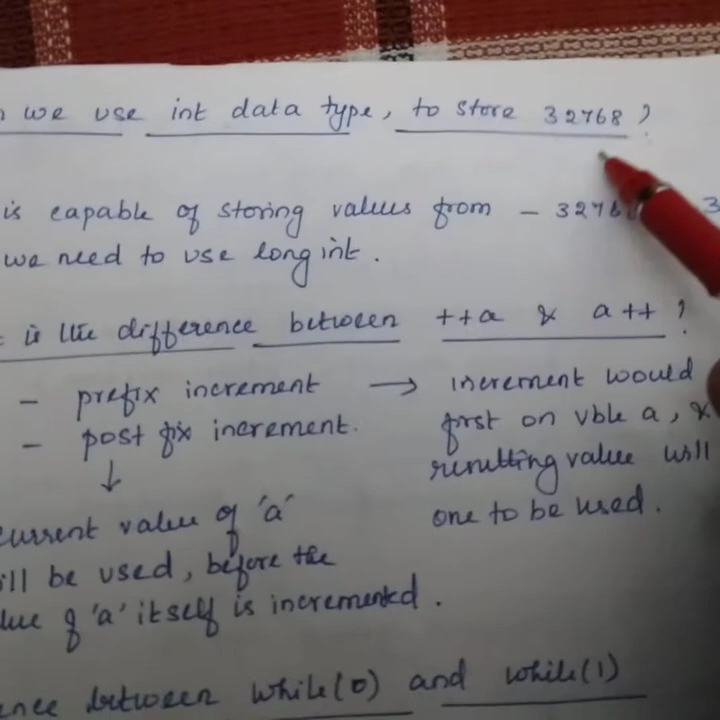 we use int data type, to store 32768 ?
is capable of storing values from - 3276 3
we need to use long int.
is the difference between ++a & a++ ?
- prefix increment → increment would
- post fix increment. first on vble a, &
↓ resulting value will
current value of 'a' one to be used.
ill be used, before the
lue of 'a' itself is incremented.
ence between while(0) and while(1)